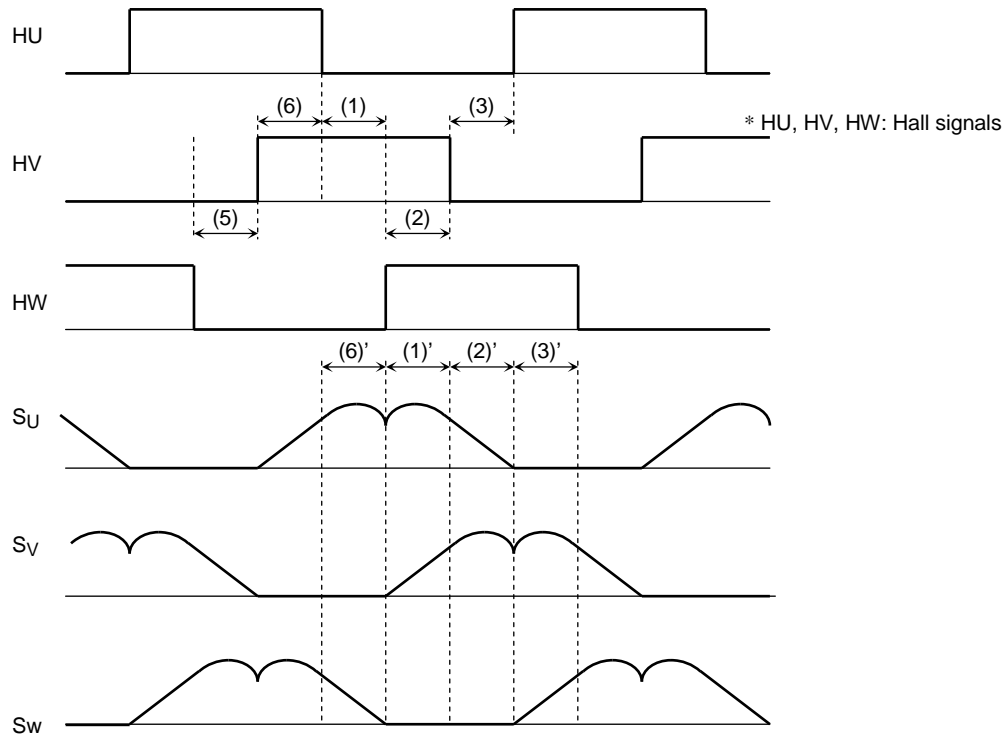 HU
(6) (1) (3)
* HU, HV, HW: Hall signals
HV
(5) (2)
HW
(6)’ (1)’ (2)’ (3)’
SU
SV
Sw